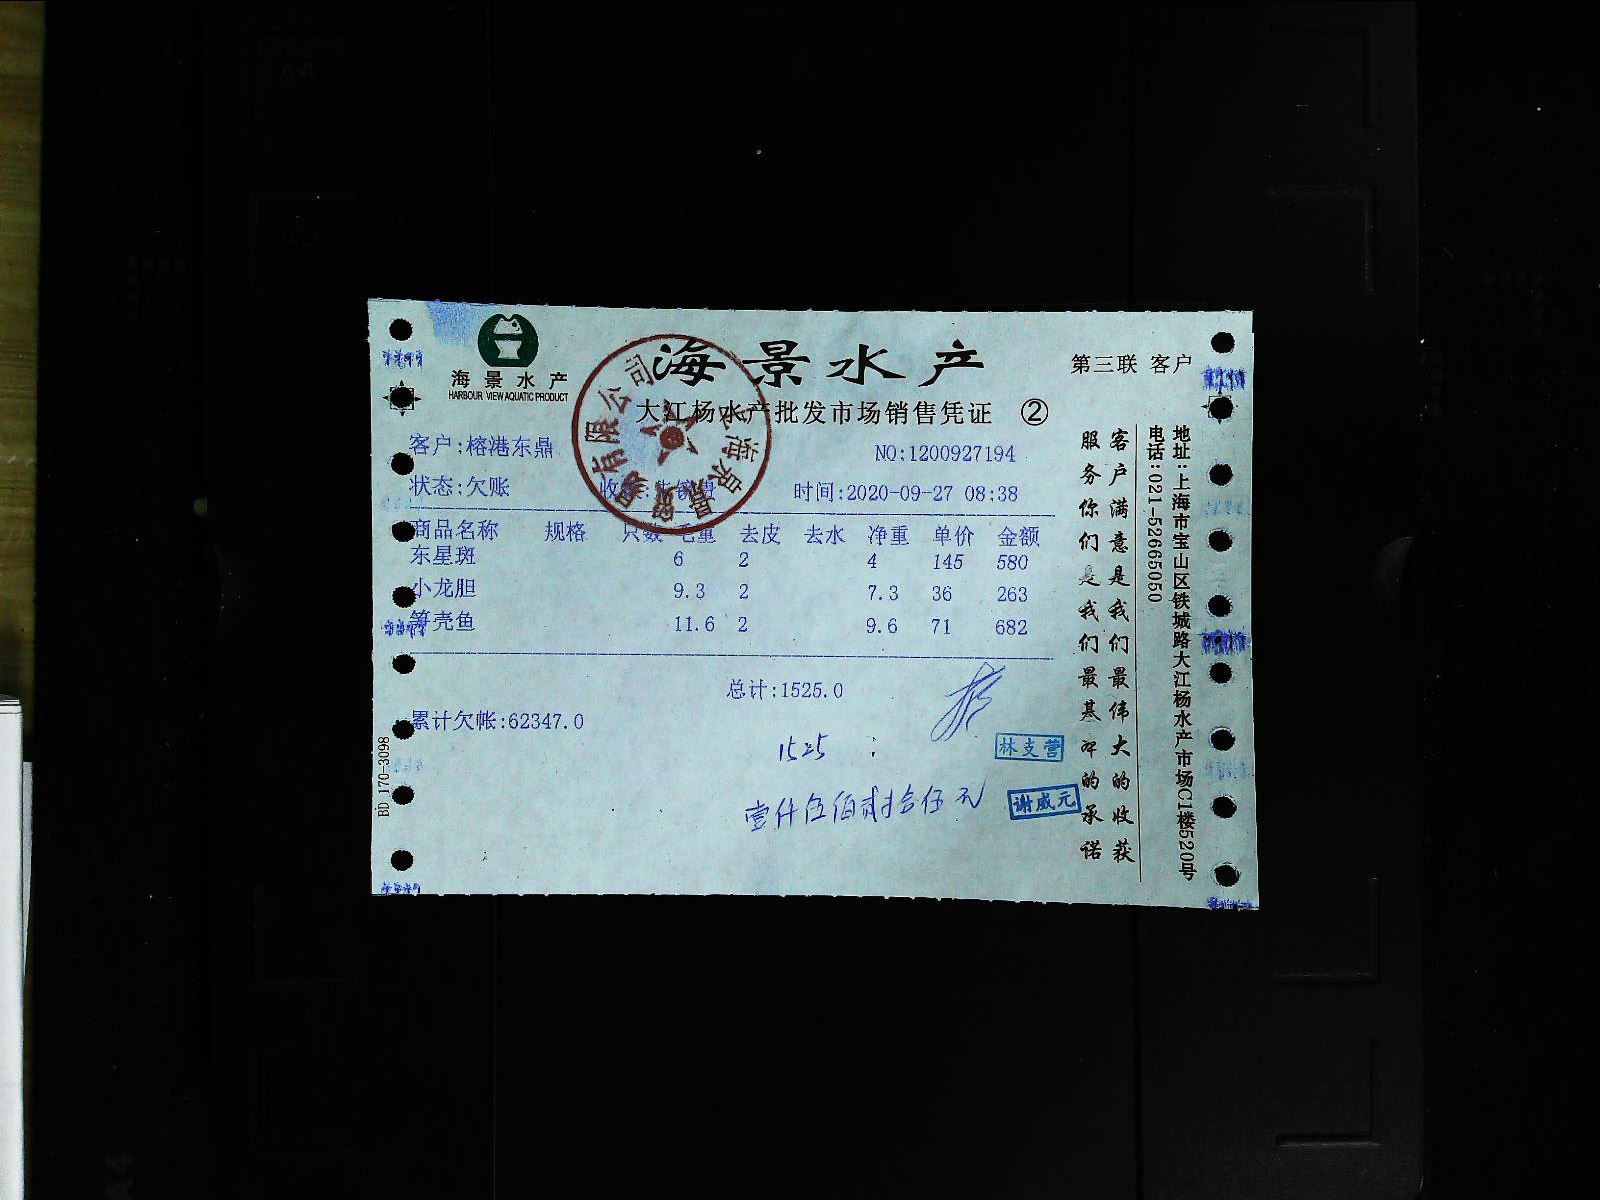 海景水产
HARBOUR VIEW AQUATIC PRODUCT
海景水产
第三联 客户
大江杨水产批发市场销售凭证 ②
客户:榕港东鼎
NO:1200927194
状态:欠账
时间:2020-09-27 08:38
商品名称 规格 只数 毛重 去皮 去水 净重 单价 金额
东星斑 6 2 4 145 580
小龙胆 9.3 2 7.3 36 263
笋壳鱼 11.6 2 9.6 71 682
总计:1525.0
累计欠帐:62347.0
1525
壹仟伍佰贰拾伍元
林支营
谢威元
有限公司
客户满意是我们最伟大的收获
服务你们是我们最基本的承诺
地址:上海市宝山区铁城路大江杨水产市场C1楼520号
电话:021-52665050
BD 170-3098
A4
A5